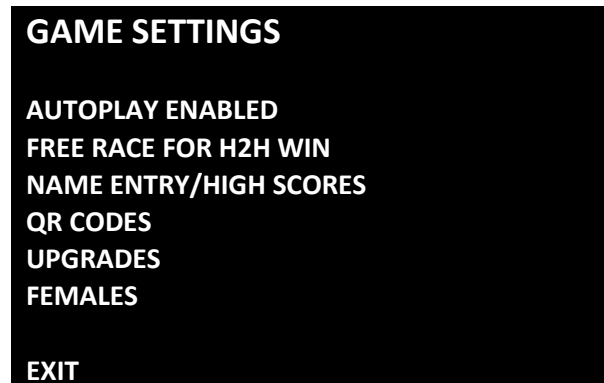 GAME SETTINGS
AUTOPLAY ENABLED
FREE RACE FOR H2H WIN
NAME ENTRY/HIGH SCORES
QR CODES
UPGRADES
FEMALES
EXIT